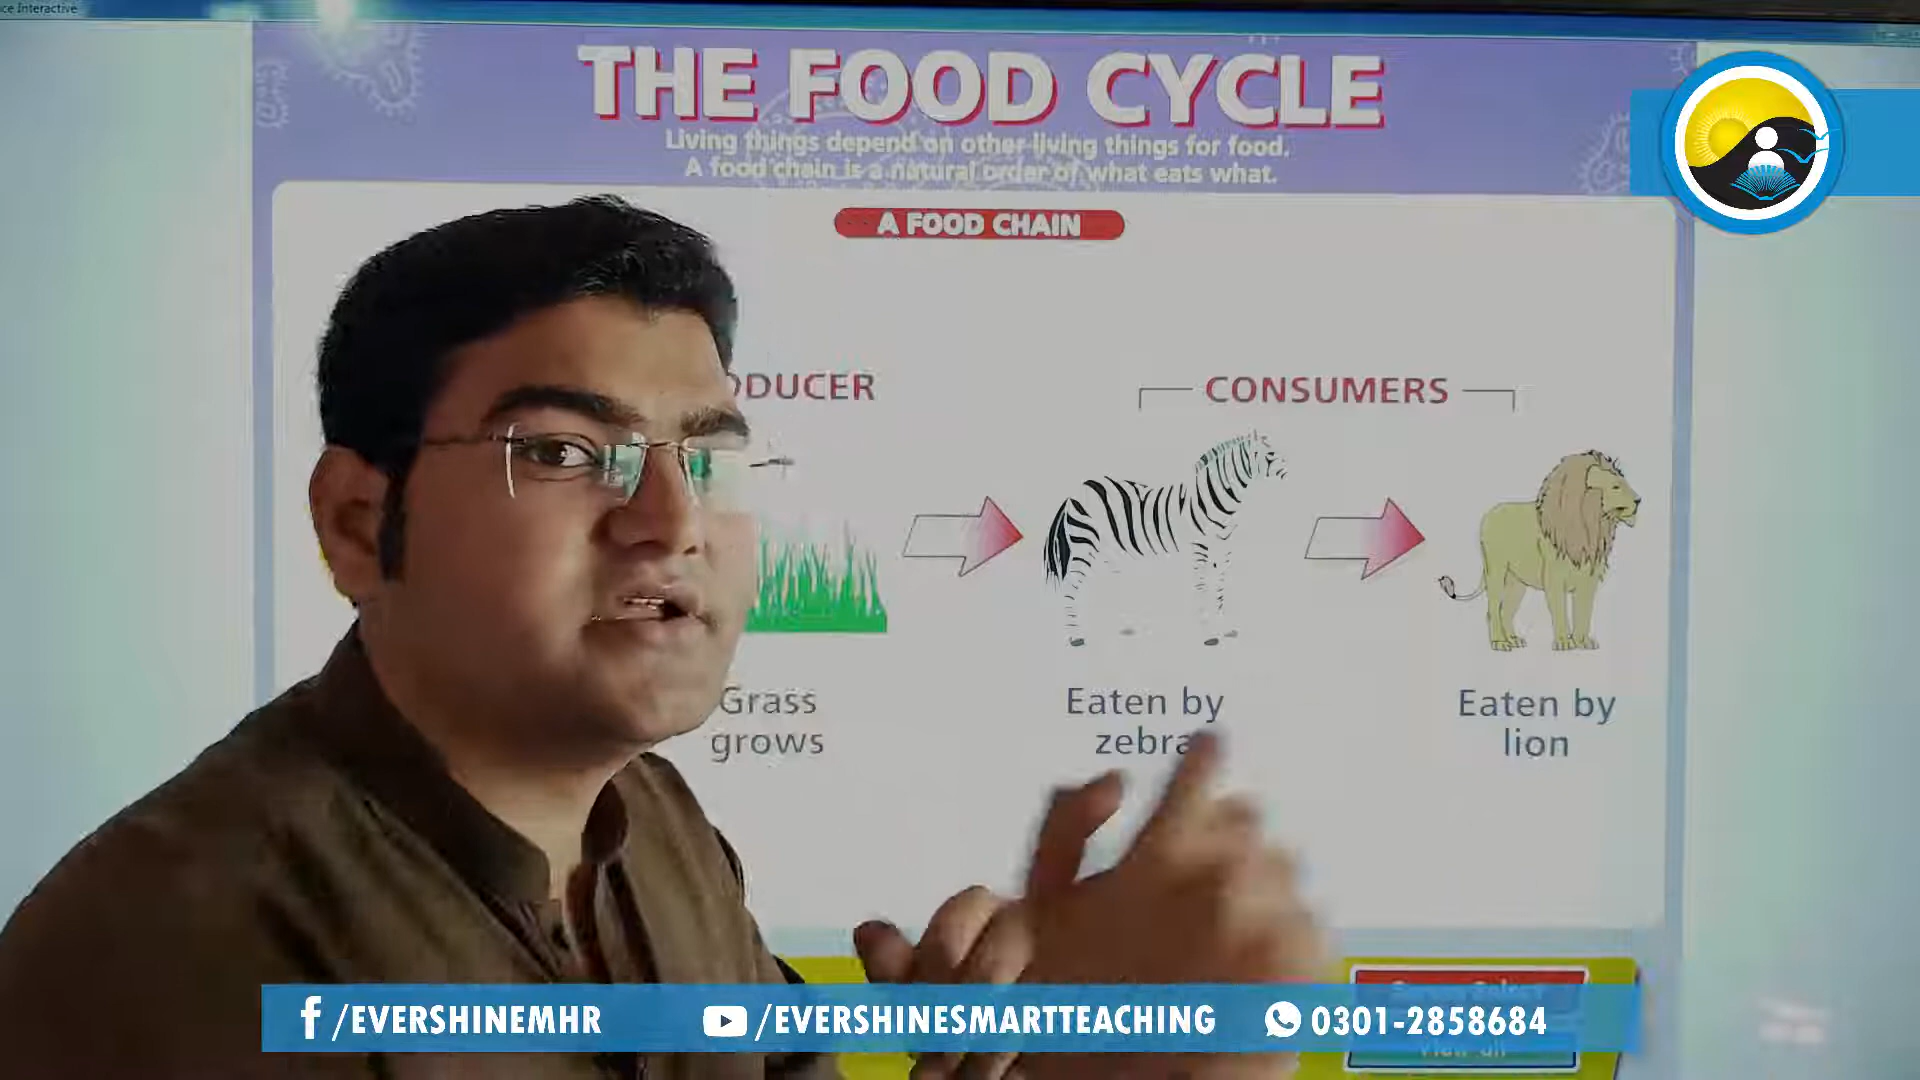 ce Interactive
THE FOOD CYCLE
Living things depend on other living things for food.
A food chain is a natural order of what eats what.
A FOOD CHAIN
ODUCER
CONSUMERS
Grass
grows
Eaten by
zebra
Eaten by
lion
/EVERSHINEMHR
/EVERSHINESMARTTEACHING
0301-2858684